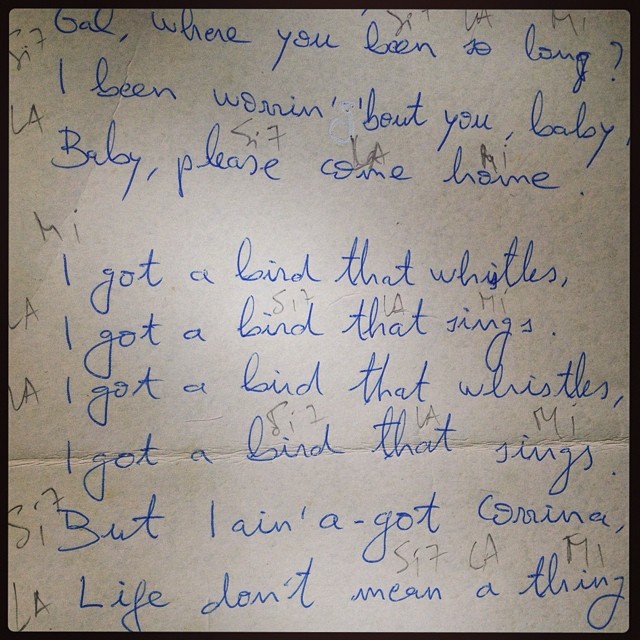 Si7 LA Mi
Si7 Gal, where you been so long?
I been worrin' 'bout you, baby,
LA Si7 LA Mi
Baby, please come home.
Mi
I got a bird that whistles,
LA Si7 LA Mi
I got a bird that sings.
LA I got a bird that whistles,
Si7 LA Mi
I got a bird that sings.
Si7 But I ain' a-got Corrina,
Si7 LA Mi
LA Life don't mean a thing